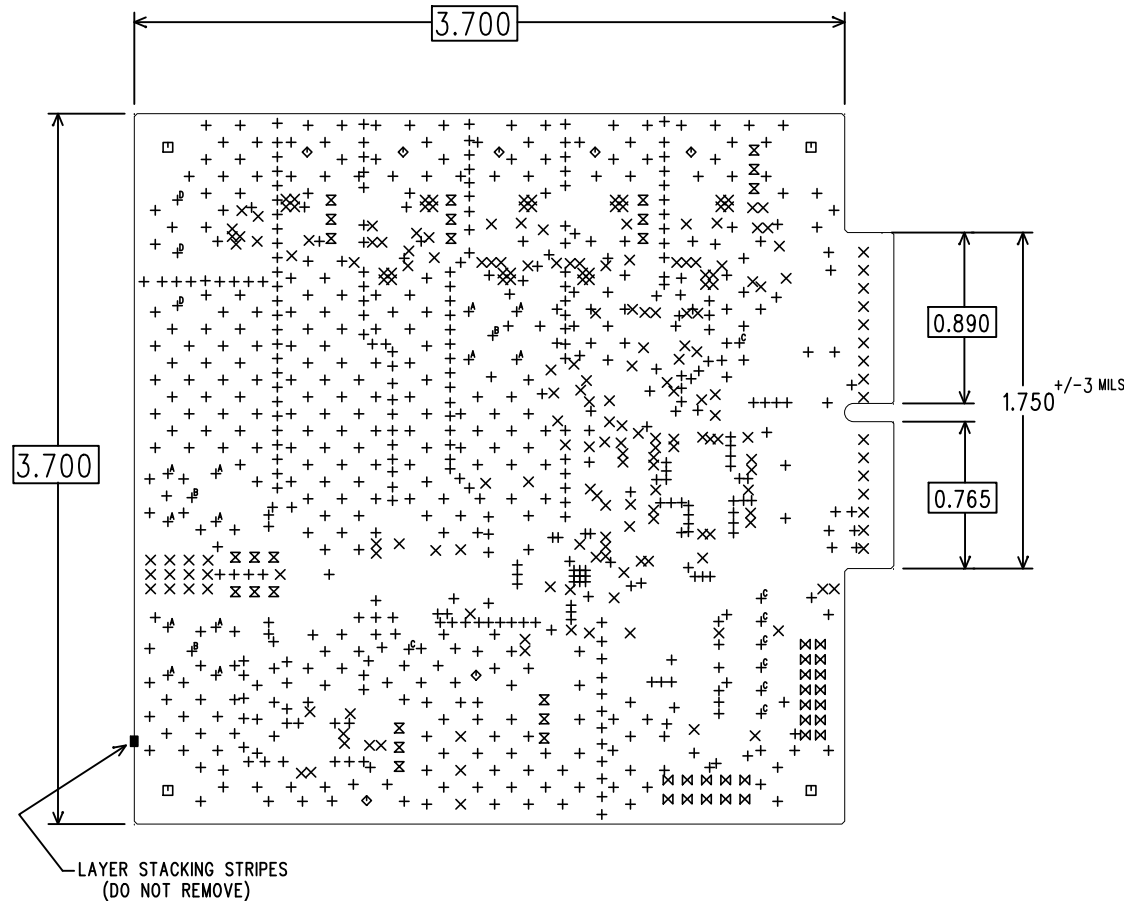 3.700
3.700
0.890
1.750 +/-3 MILS
0.765
D
D
D
A A
B
C
A A
A A
B
A A
C
A A
C
B
C
C
A A
C
C
C
LAYER STACKING STRIPES
(DO NOT REMOVE)